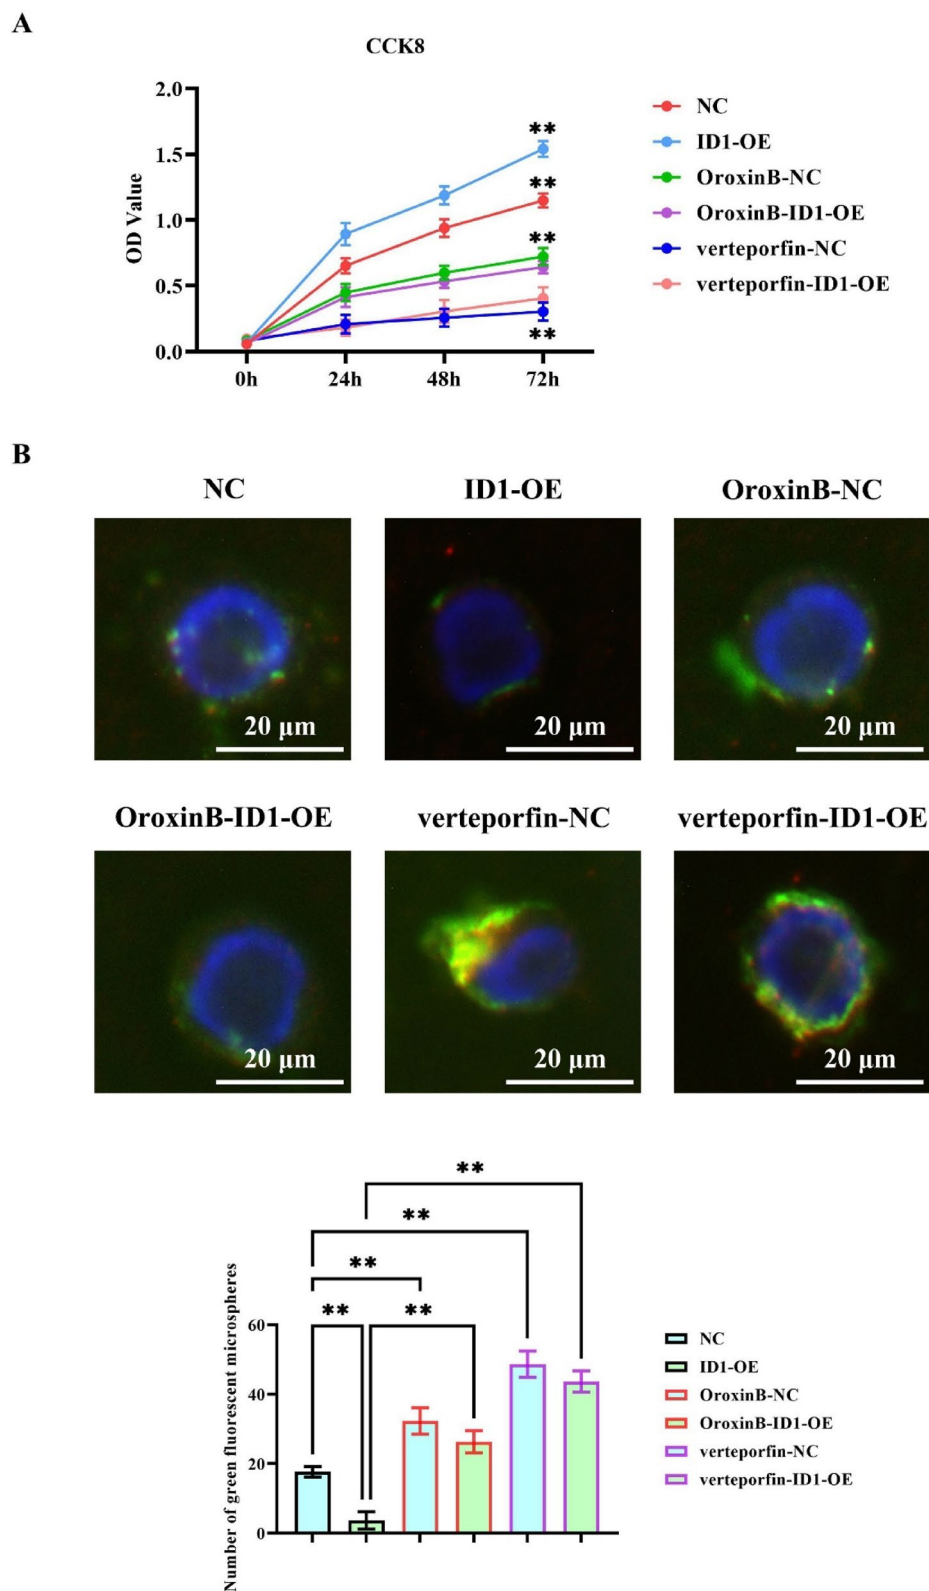 A
CCK8
2.0
1.5
1.0
0.5
0.0
OD Value
0h 24h 48h 72h
**
**
**
**
NC
ID1-OE
OroxinB-NC
OroxinB-ID1-OE
verteporfin-NC
verteporfin-ID1-OE
B
NC ID1-OE OroxinB-NC
20 μm 20 μm 20 μm
OroxinB-ID1-OE verteporfin-NC verteporfin-ID1-OE
20 μm 20 μm 20 μm
**
**
**
** **
Number of green fluorescent microspheres
60
40
20
0
NC
ID1-OE
OroxinB-NC
OroxinB-ID1-OE
verteporfin-NC
verteporfin-ID1-OE